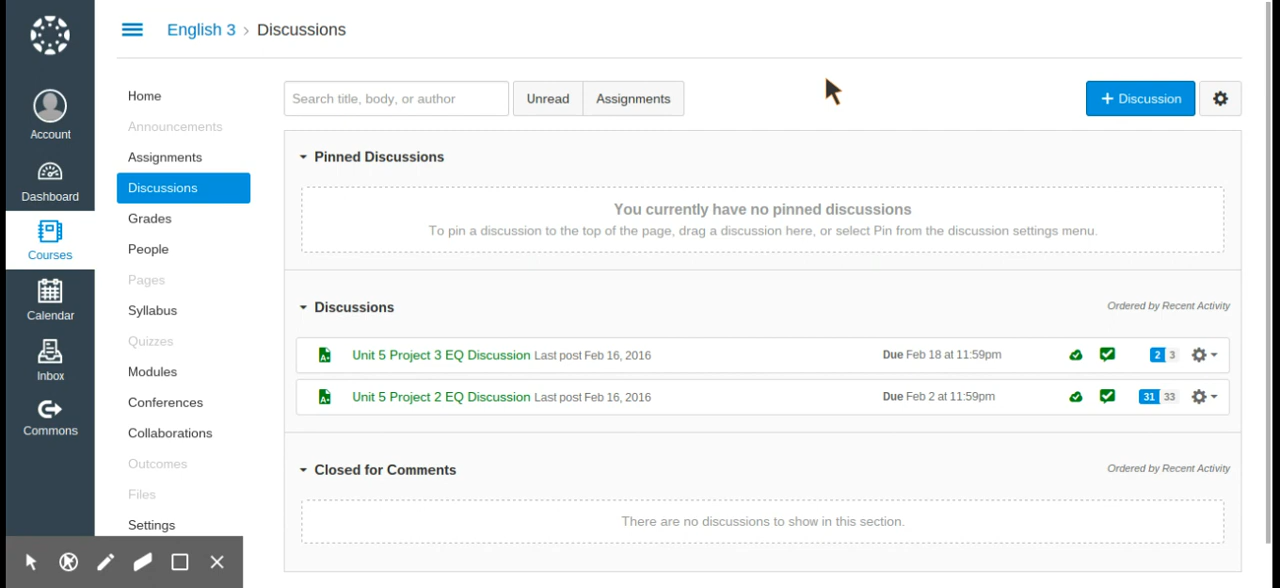 English 3 › Discussions
Account
Dashboard
Courses
Calendar
Inbox
Commons
Home
Announcements
Assignments
Discussions
Grades
People
Pages
Syllabus
Quizzes
Modules
Conferences
Collaborations
Outcomes
Files
Settings
Search title, body, or author Unread Assignments + Discussion
Pinned Discussions
You currently have no pinned discussions
To pin a discussion to the top of the page, drag a discussion here, or select Pin from the discussion settings menu.
Discussions Ordered by Recent Activity
Unit 5 Project 3 EQ Discussion Last post Feb 16, 2016 Due Feb 18 at 11:59pm 2 3
Unit 5 Project 2 EQ Discussion Last post Feb 16, 2016 Due Feb 2 at 11:59pm 31 33
Closed for Comments Ordered by Recent Activity
There are no discussions to show in this section.